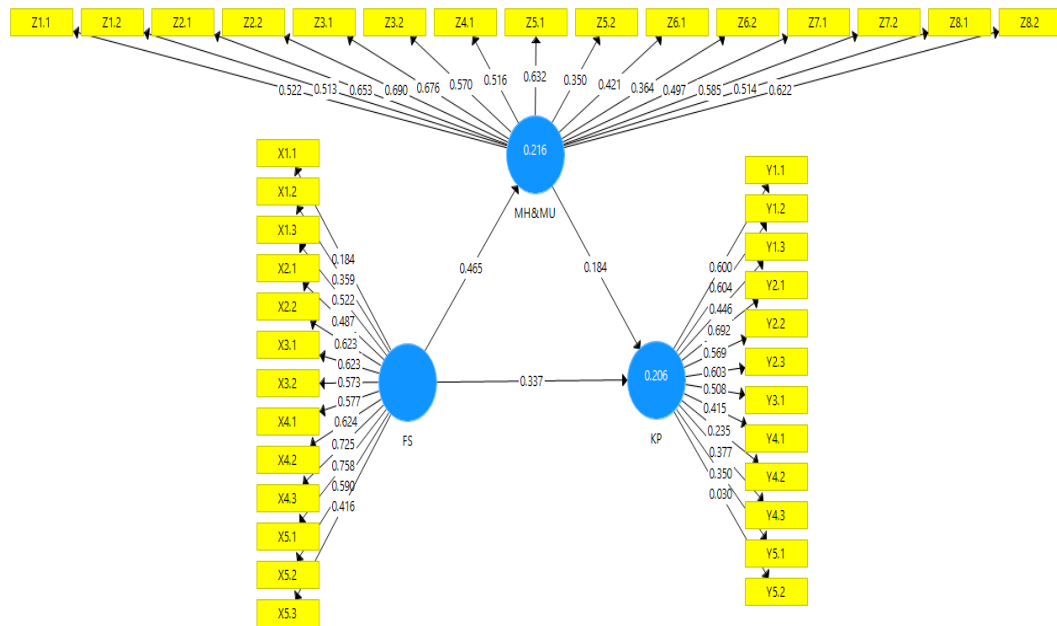 Z1.1 Z1.2 Z2.1 Z2.2 Z3.1 Z3.2 Z4.1 Z5.1 Z5.2 Z6.1 Z6.2 Z7.1 Z7.2 Z8.1 Z8.2
0.522 0.513 0.653 0.690 0.676 0.570 0.516 0.632 0.350 0.421 0.364 0.497 0.585 0.514 0.622
0.216
MH&MU
0.465
0.184
X1.1
X1.2
X1.3
X2.1
X2.2
X3.1
X3.2
X4.1
X4.2
X4.3
X5.1
X5.2
X5.3
0.184
0.359
0.522
0.487
0.623
0.623
0.573
0.577
0.624
0.725
0.758
0.590
0.416
FS
0.337
0.206
KP
0.600
0.604
0.446
0.692
0.569
0.603
0.508
0.415
0.235
0.377
0.350
0.030
Y1.1
Y1.2
Y1.3
Y2.1
Y2.2
Y2.3
Y3.1
Y4.1
Y4.2
Y4.3
Y5.1
Y5.2